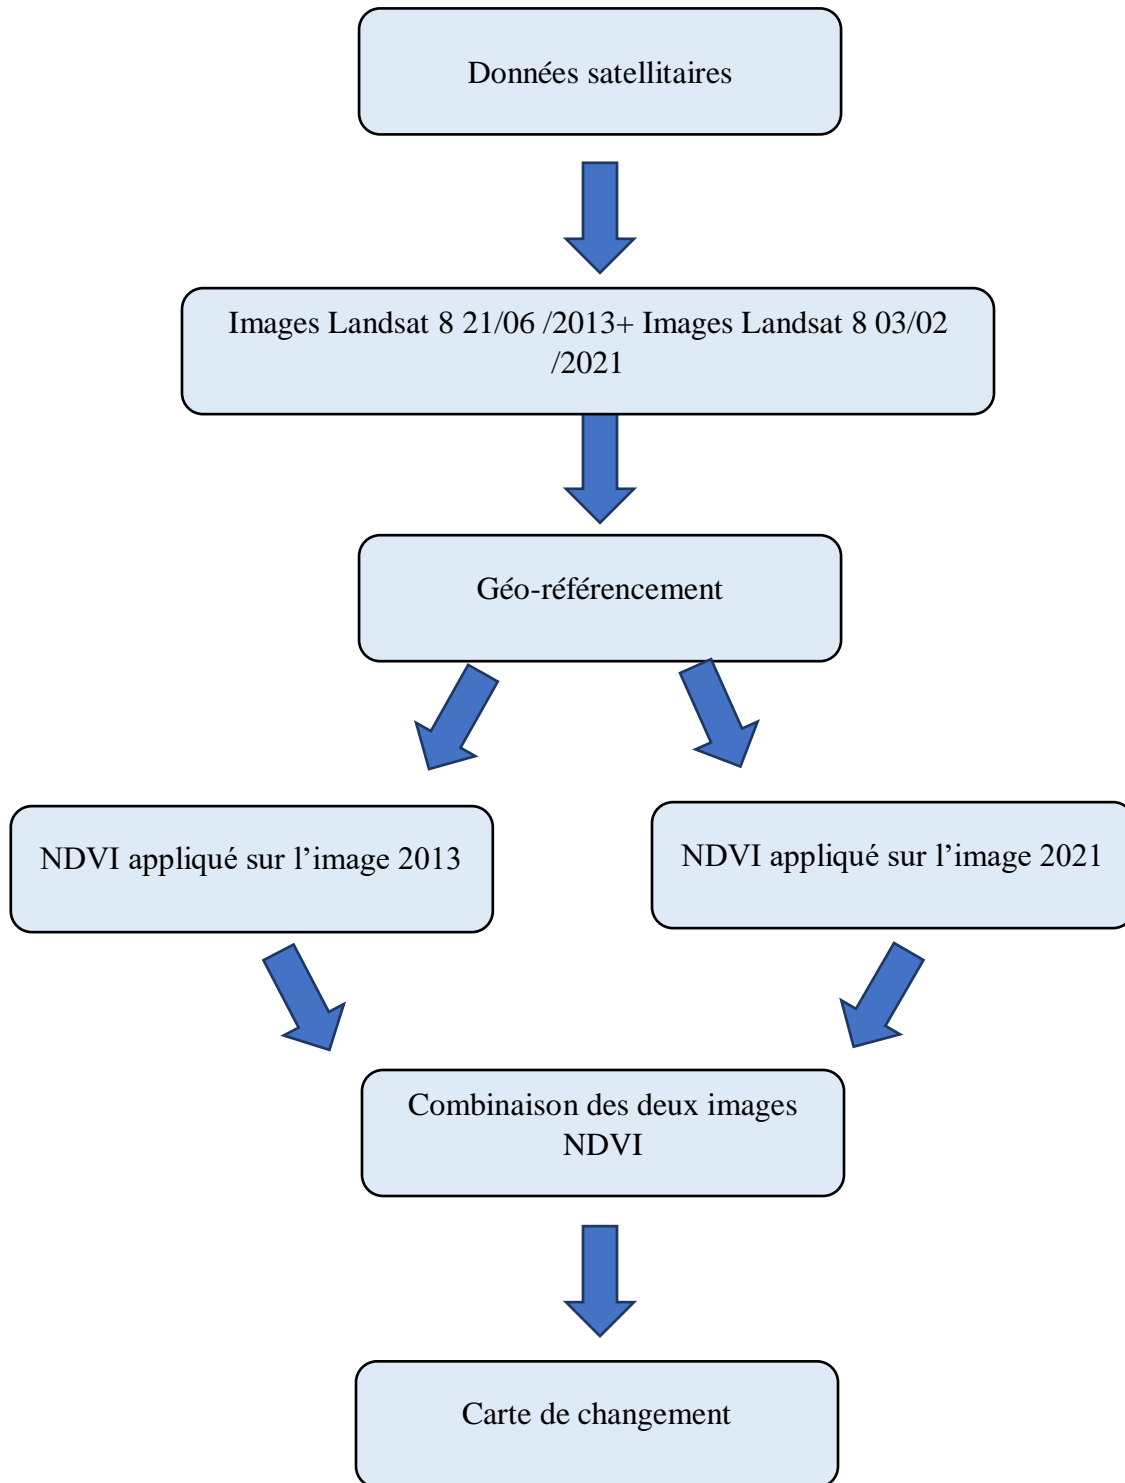 Données satellitaires
Images Landsat 8 21/06 /2013+ Images Landsat 8 03/02
/2021
Géo-référencement
NDVI appliqué sur l’image 2013
NDVI appliqué sur l’image 2021
Combinaison des deux images
NDVI
Carte de changement